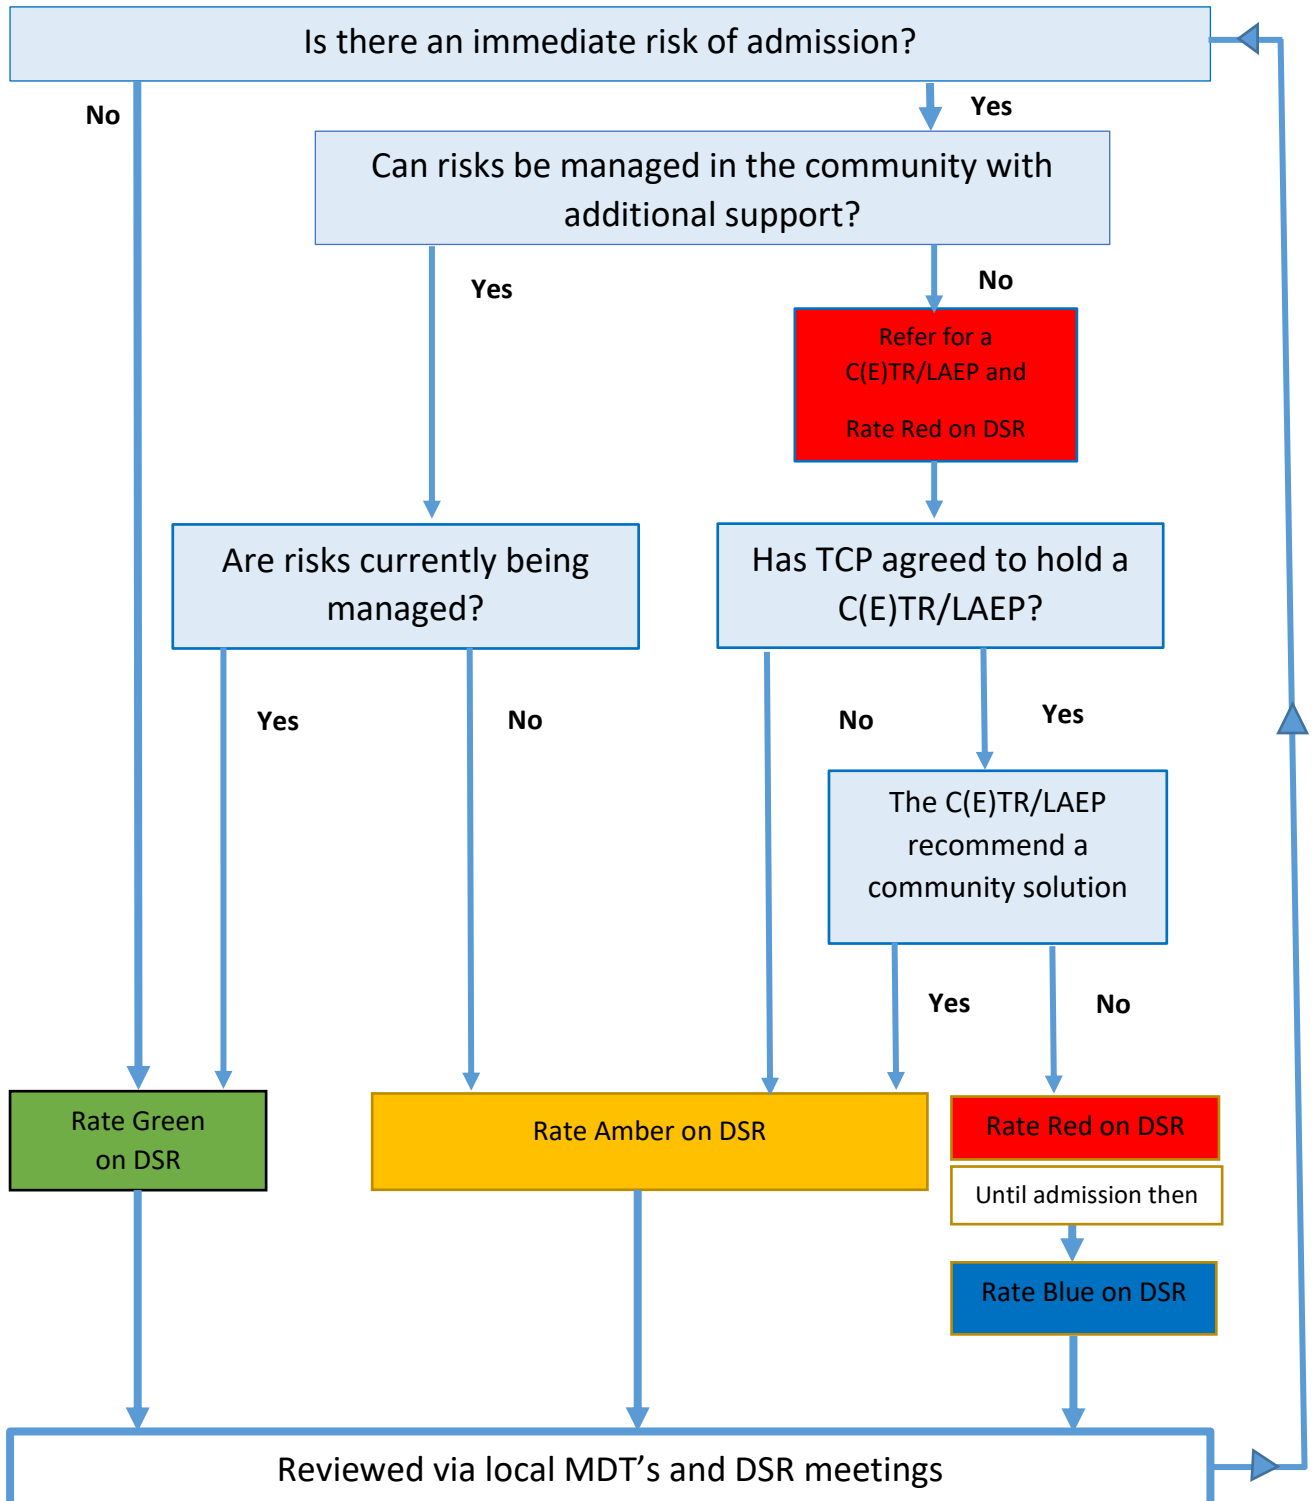 Is there an immediate risk of admission?
No
Yes
Can risks be managed in the community with
additional support?
Yes
No
Refer for a
C(E)TR/LAEP and
Rate Red on DSR
Are risks currently being
managed?
Has TCP agreed to hold a
C(E)TR/LAEP?
Yes
No
No
Yes
The C(E)TR/LAEP
recommend a
community solution
Yes
No
Rate Green
on DSR
Rate Amber on DSR
Rate Red on DSR
Until admission then
Rate Blue on DSR
Reviewed via local MDT’s and DSR meetings